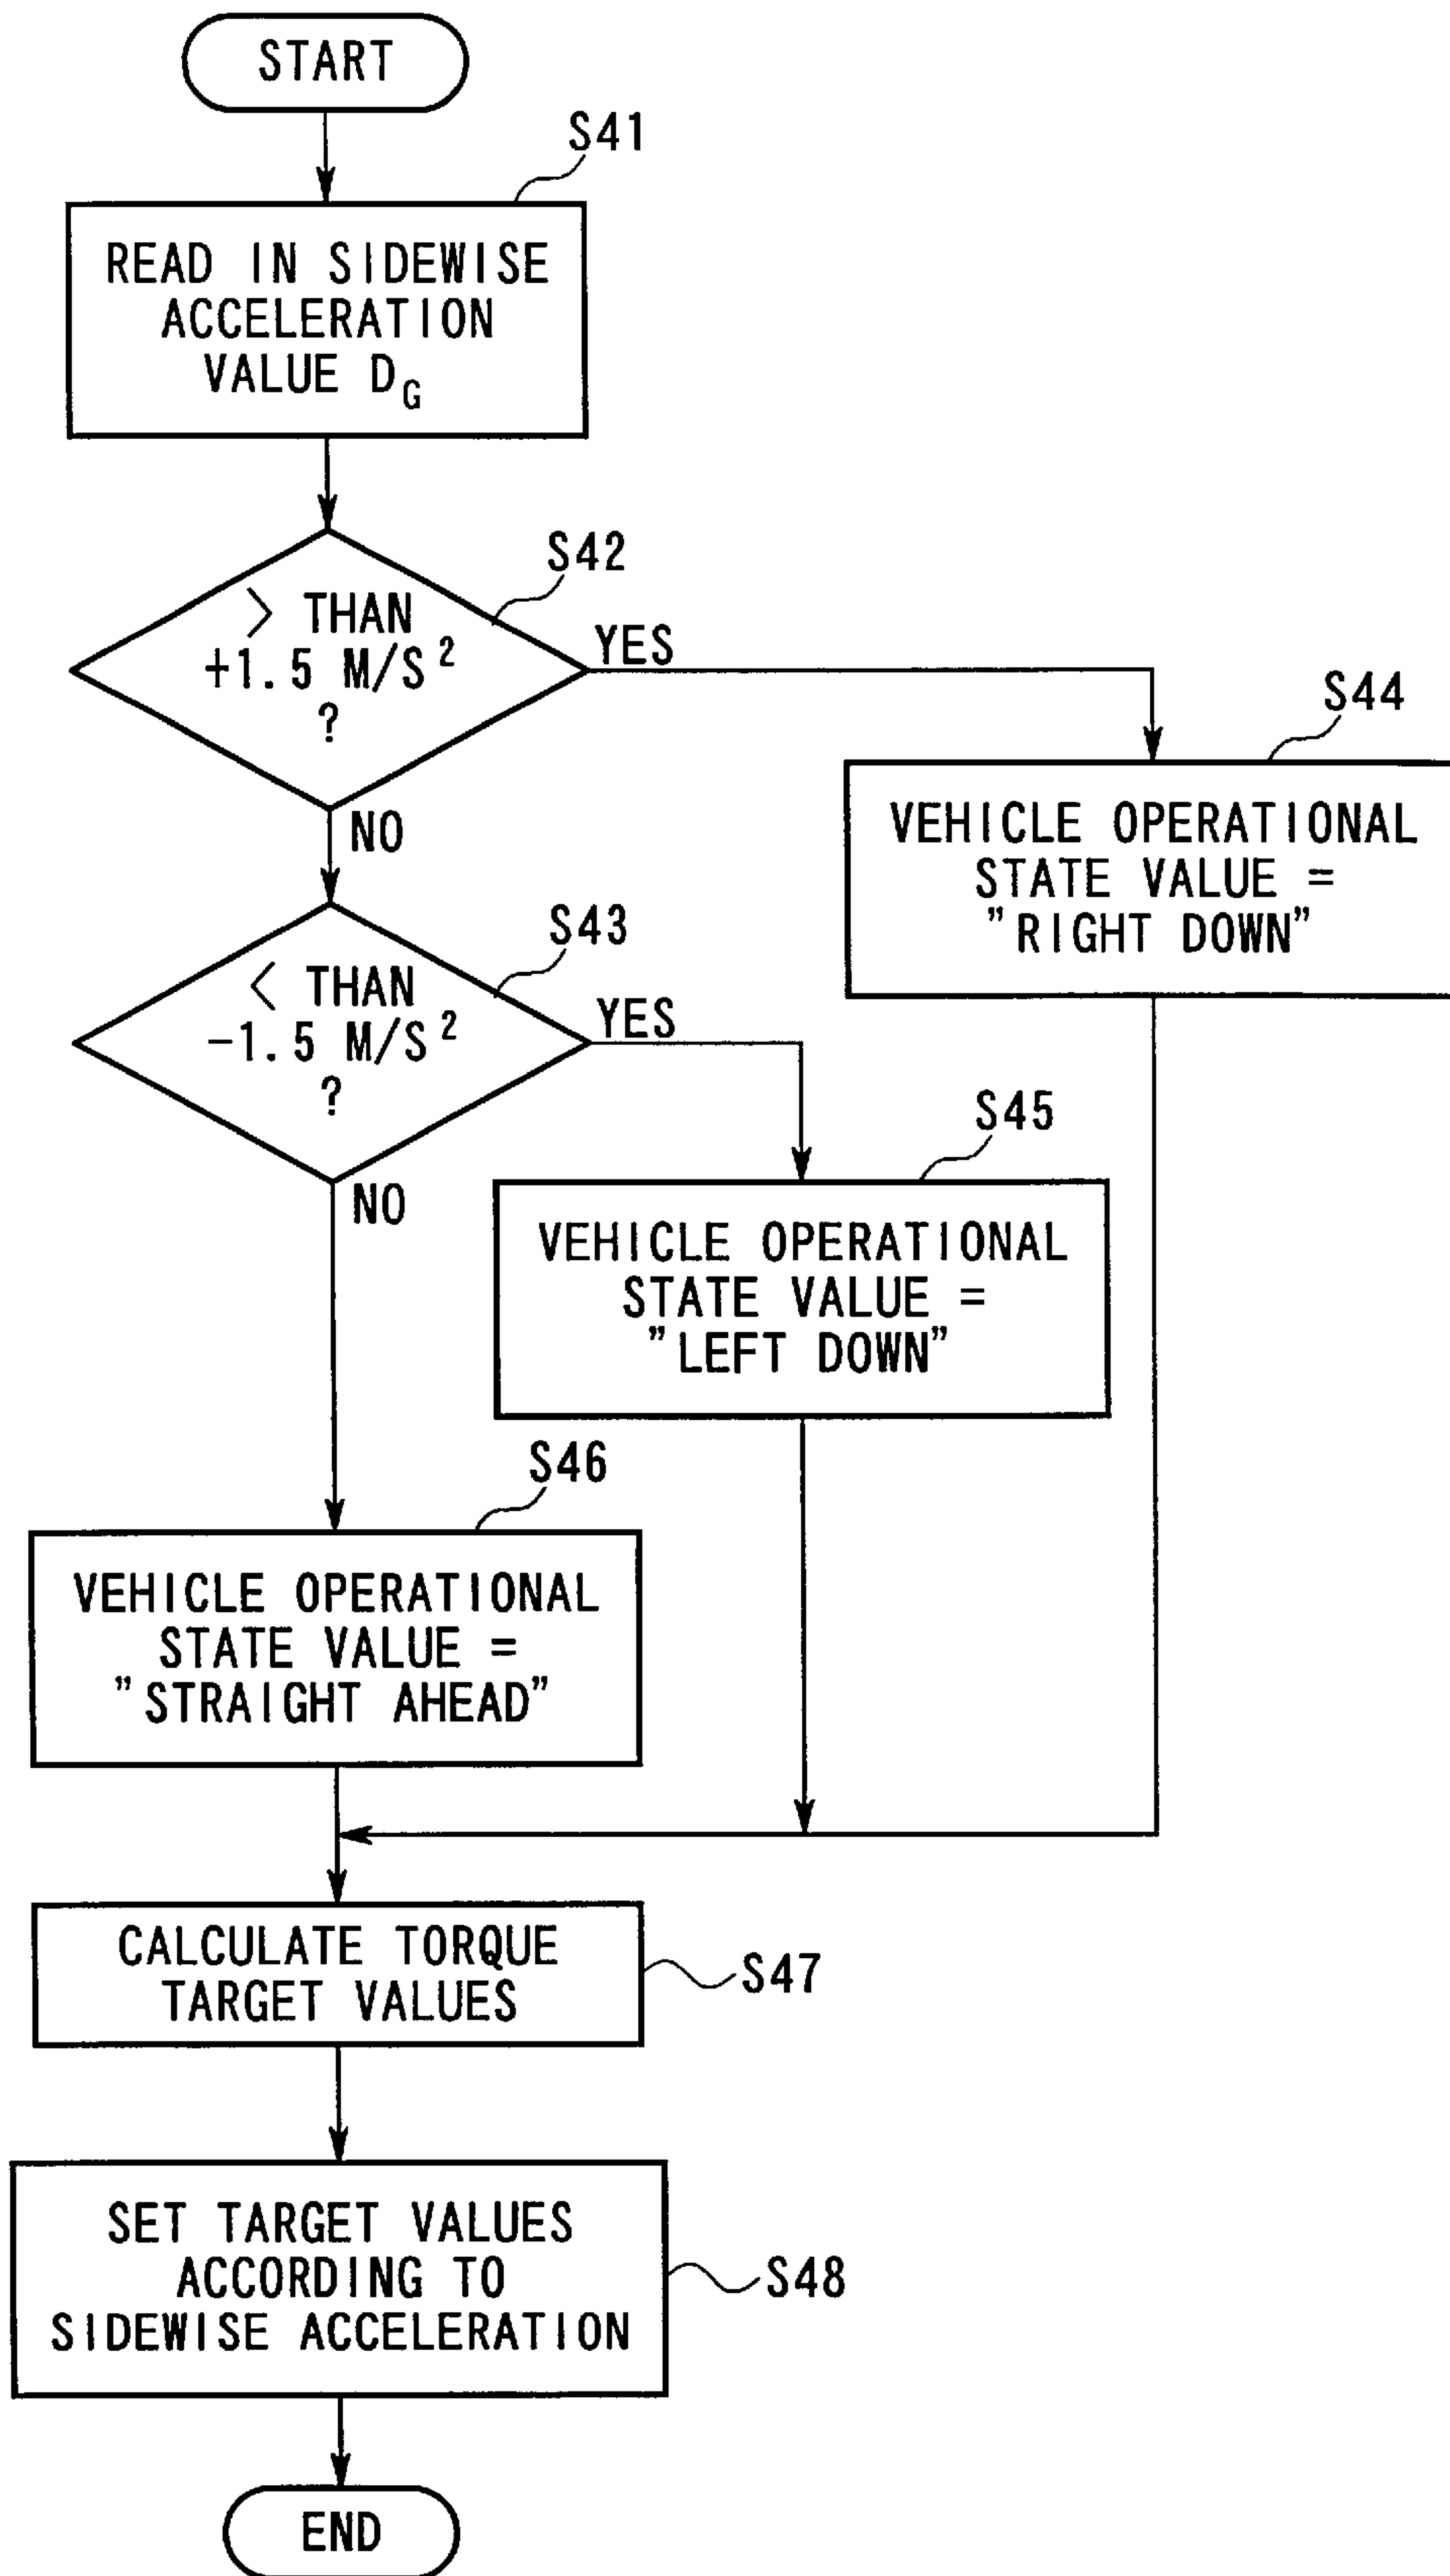 START
S41
READ IN SIDEWISE
ACCELERATION
VALUE DG
S42
> THAN
+1.5 M/S²
?
YES
NO
S44
VEHICLE OPERATIONAL
STATE VALUE =
"RIGHT DOWN"
S43
< THAN
-1.5 M/S²
?
YES
NO
S45
VEHICLE OPERATIONAL
STATE VALUE =
"LEFT DOWN"
S46
VEHICLE OPERATIONAL
STATE VALUE =
"STRAIGHT AHEAD"
CALCULATE TORQUE
TARGET VALUES
S47
SET TARGET VALUES
ACCORDING TO
SIDEWISE ACCELERATION
S48
END